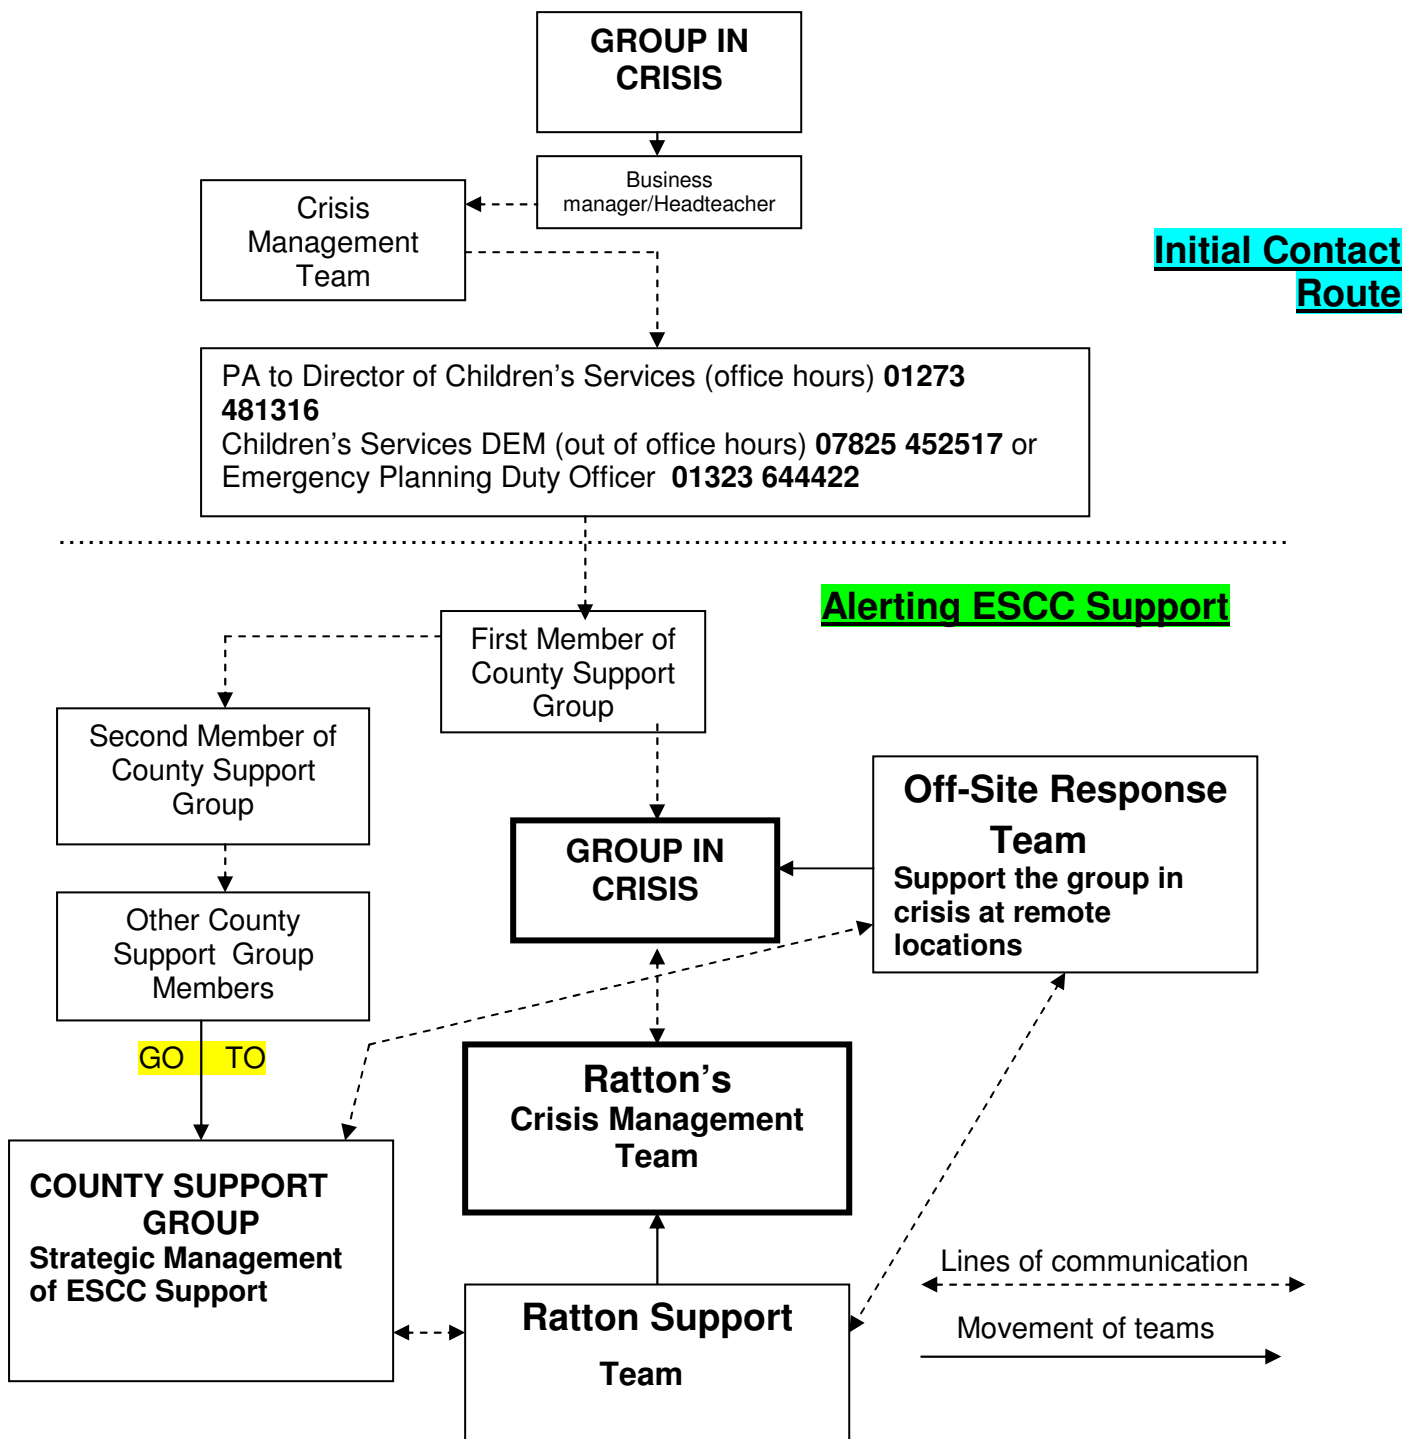 GROUP IN
CRISIS
Business
manager/Headteacher
Crisis
Management
Team
Initial Contact
Route
PA to Director of Children's Services (office hours) 01273
481316
Children's Services DEM (out of office hours) 07825 452517 or
Emergency Planning Duty Officer 01323 644422
Alerting ESCC Support
First Member of
County Support
Group
Second Member of
County Support
Group
Off-Site Response
Team
Support the group in
crisis at remote
locations
GROUP IN
CRISIS
Other County
Support Group
Members
GO TO
Ratton's
Crisis Management
Team
COUNTY SUPPORT
GROUP
Strategic Management
of ESCC Support
Lines of communication
Ratton Support
Team
Movement of teams